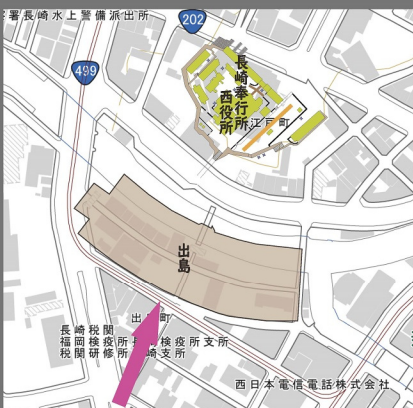 署長崎水上警備派出所
202
499
長崎奉行所
西役所
江戸町
出島
出
町
長崎税関
福岡検疫所長
検疫所支所
税関研修所
崎支所
西日本電信電話株式会社